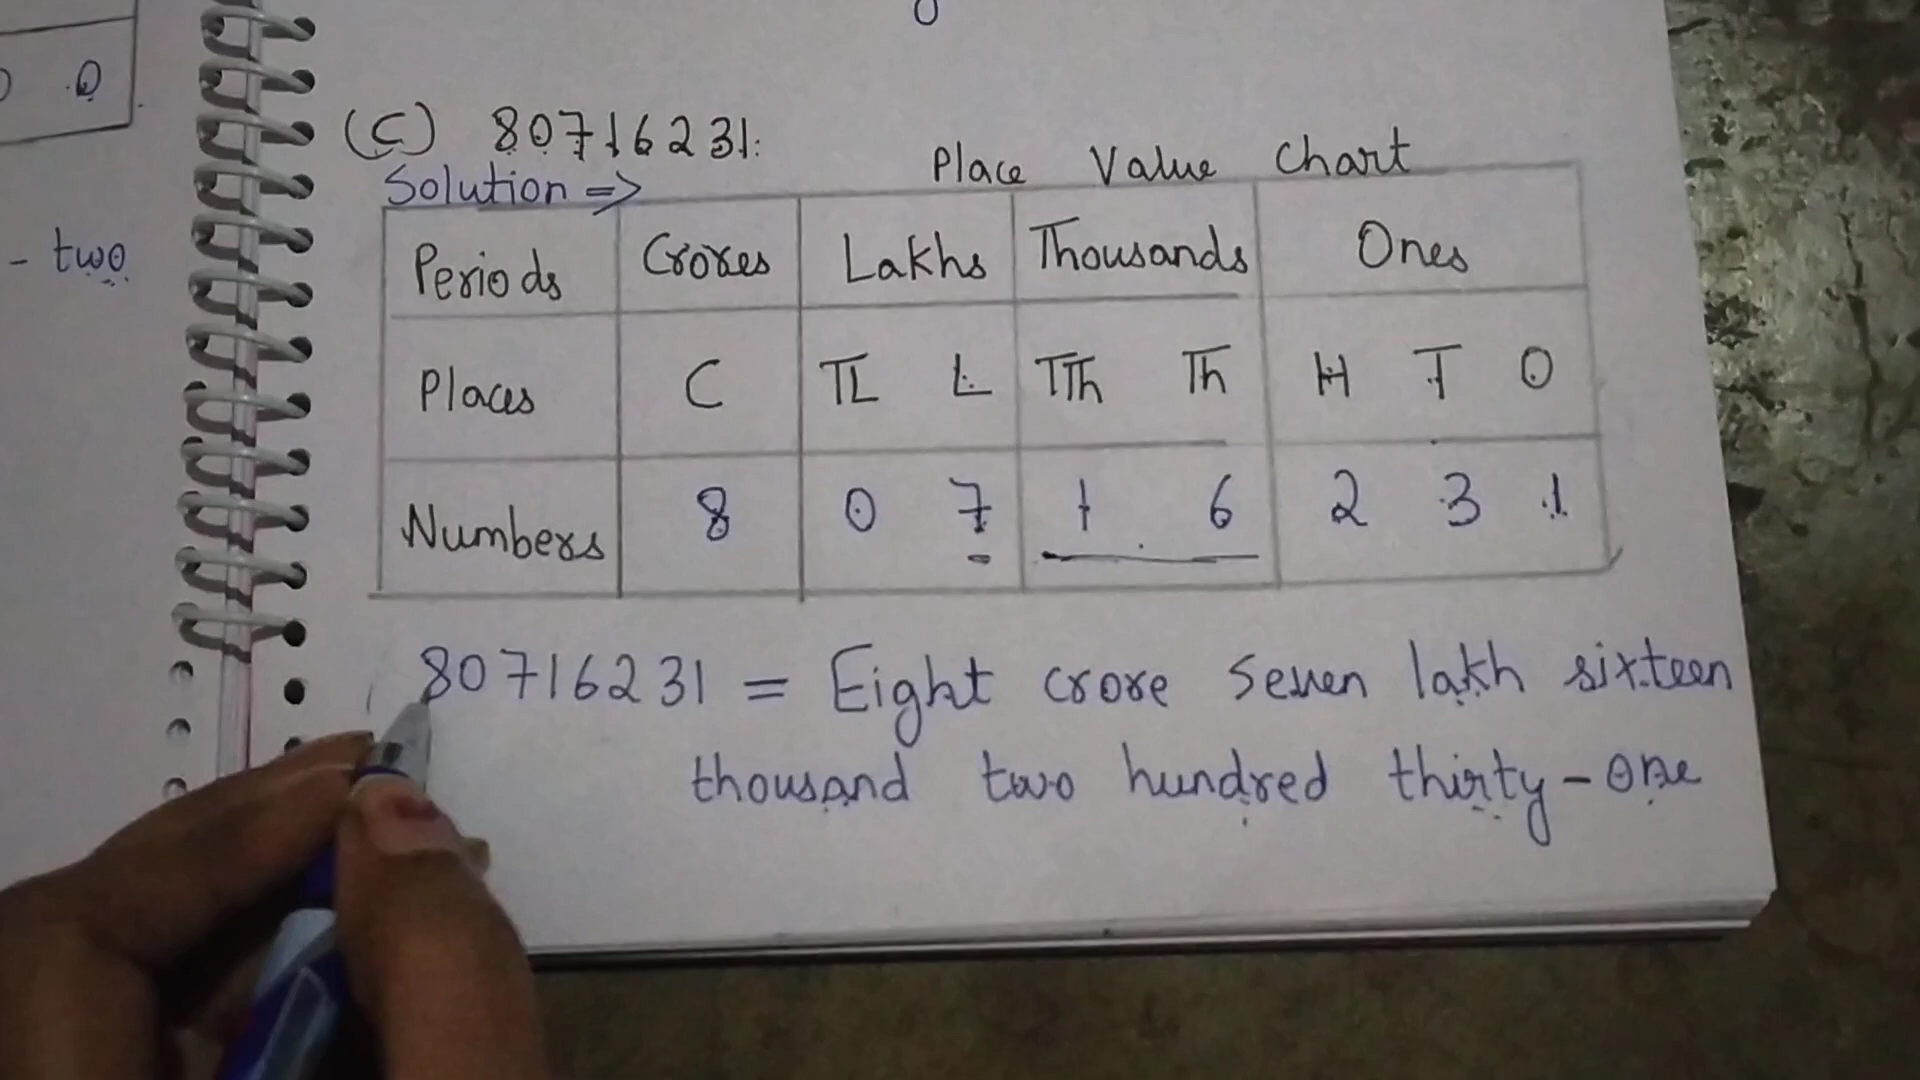 0
- two
(C) 80716231:
Solution =>
Place Value Chart
Periods Crores Lakhs Thousands Ones
Places C TL L TTh Th H T O
Numbers 8 0 7 1 6 2 3 1
80716231 = Eight crore seven lakh sixteen
thousand two hundred thirty-one